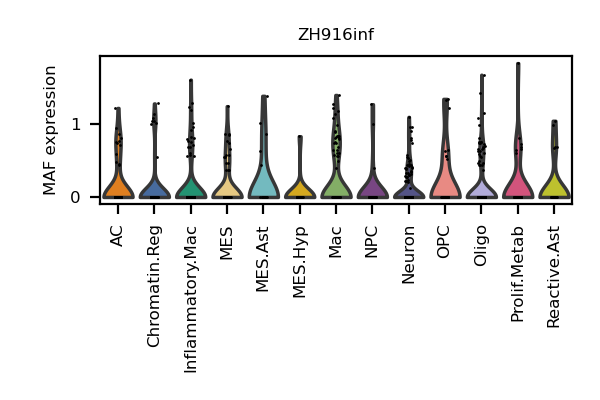 ZH916inf
MAF expression
1
0
AC
Chromatin.Reg
Inflammatory.Mac
MES
MES.Ast
MES.Hyp
Mac
NPC
Neuron
OPC
Oligo
Prolif.Metab
Reactive.Ast